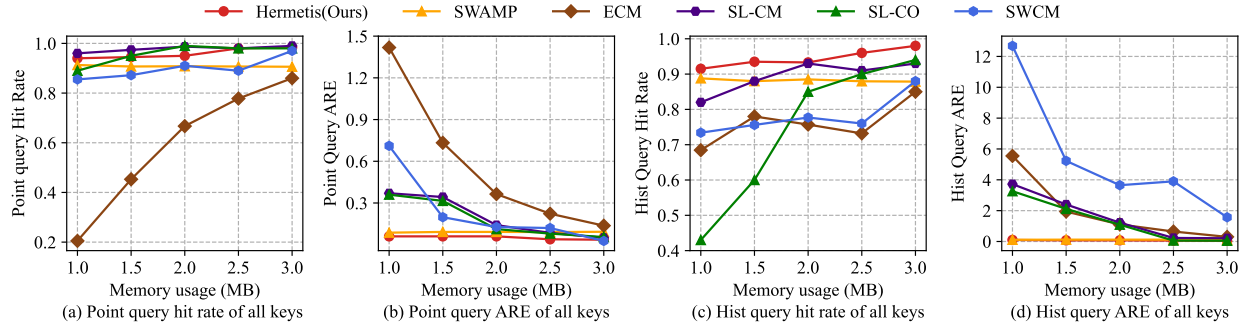 Hermetis(Ours) SWAMP ECM SL-CM SL-CO SWCM
Point query Hit Rate
1.0
0.8
0.6
0.4
0.2
1.0 1.5 2.0 2.5 3.0
Memory usage (MB)
(a) Point query hit rate of all keys
Point Query ARE
1.5
1.2
0.9
0.6
0.3
1.0 1.5 2.0 2.5 3.0
Memory usage (MB)
(b) Point query ARE of all keys
Hist Query Hit Rate
1.0
0.9
0.8
0.7
0.6
0.5
0.4
1.0 1.5 2.0 2.5 3.0
Memory usage (MB)
(c) Hist query hit rate of all keys
Hist Query ARE
12
10
8
6
4
2
0
1.0 1.5 2.0 2.5 3.0
Memory usage (MB)
(d) Hist query ARE of all keys